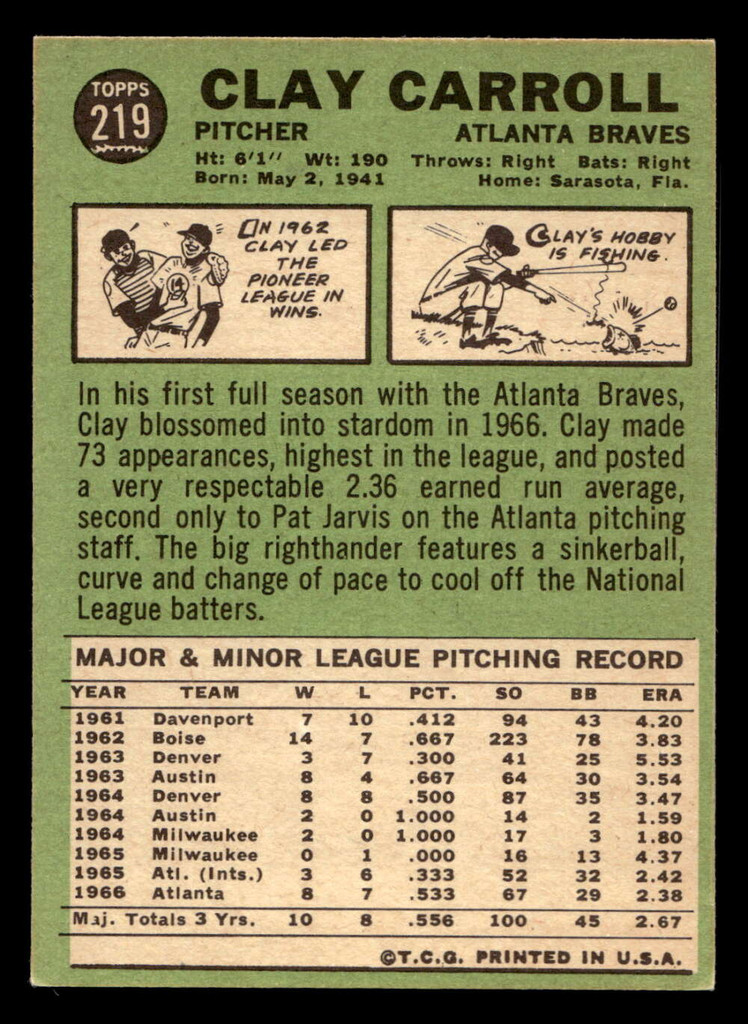 TOPPS
219
CLAY CARROLL
PITCHER ATLANTA BRAVES
Ht: 6'1" Wt: 190 Throws: Right Bats: Right
Born: May 2, 1941 Home: Sarasota, Fla.
IN 1962
CLAY LED
THE
PIONEER
LEAGUE IN
WINS.
14
CLAY'S HOBBY
IS FISHING.
In his first full season with the Atlanta Braves,
Clay blossomed into stardom in 1966. Clay made
73 appearances, highest in the league, and posted
a very respectable 2.36 earned run average,
second only to Pat Jarvis on the Atlanta pitching
staff. The big righthander features a sinkerball,
curve and change of pace to cool off the National
League batters.
MAJOR & MINOR LEAGUE PITCHING RECORD
YEAR TEAM W L PCT. SO BB ERA
1961 Davenport 7 10 .412 94 43 4.20
1962 Boise 14 7 .667 223 78 3.83
1963 Denver 3 7 .300 41 25 5.53
1963 Austin 8 4 .667 64 30 3.54
1964 Denver 8 8 .500 87 35 3.47
1964 Austin 2 0 1.000 14 2 1.59
1964 Milwaukee 2 0 1.000 17 3 1.80
1965 Milwaukee 0 1 .000 16 13 4.37
1965 Atl. (Ints.) 3 6 .333 52 32 2.42
1966 Atlanta 8 7 .533 67 29 2.38
Maj. Totals 3 Yrs. 10 8 .556 100 45 2.67
©T.C.G. PRINTED IN U.S.A.